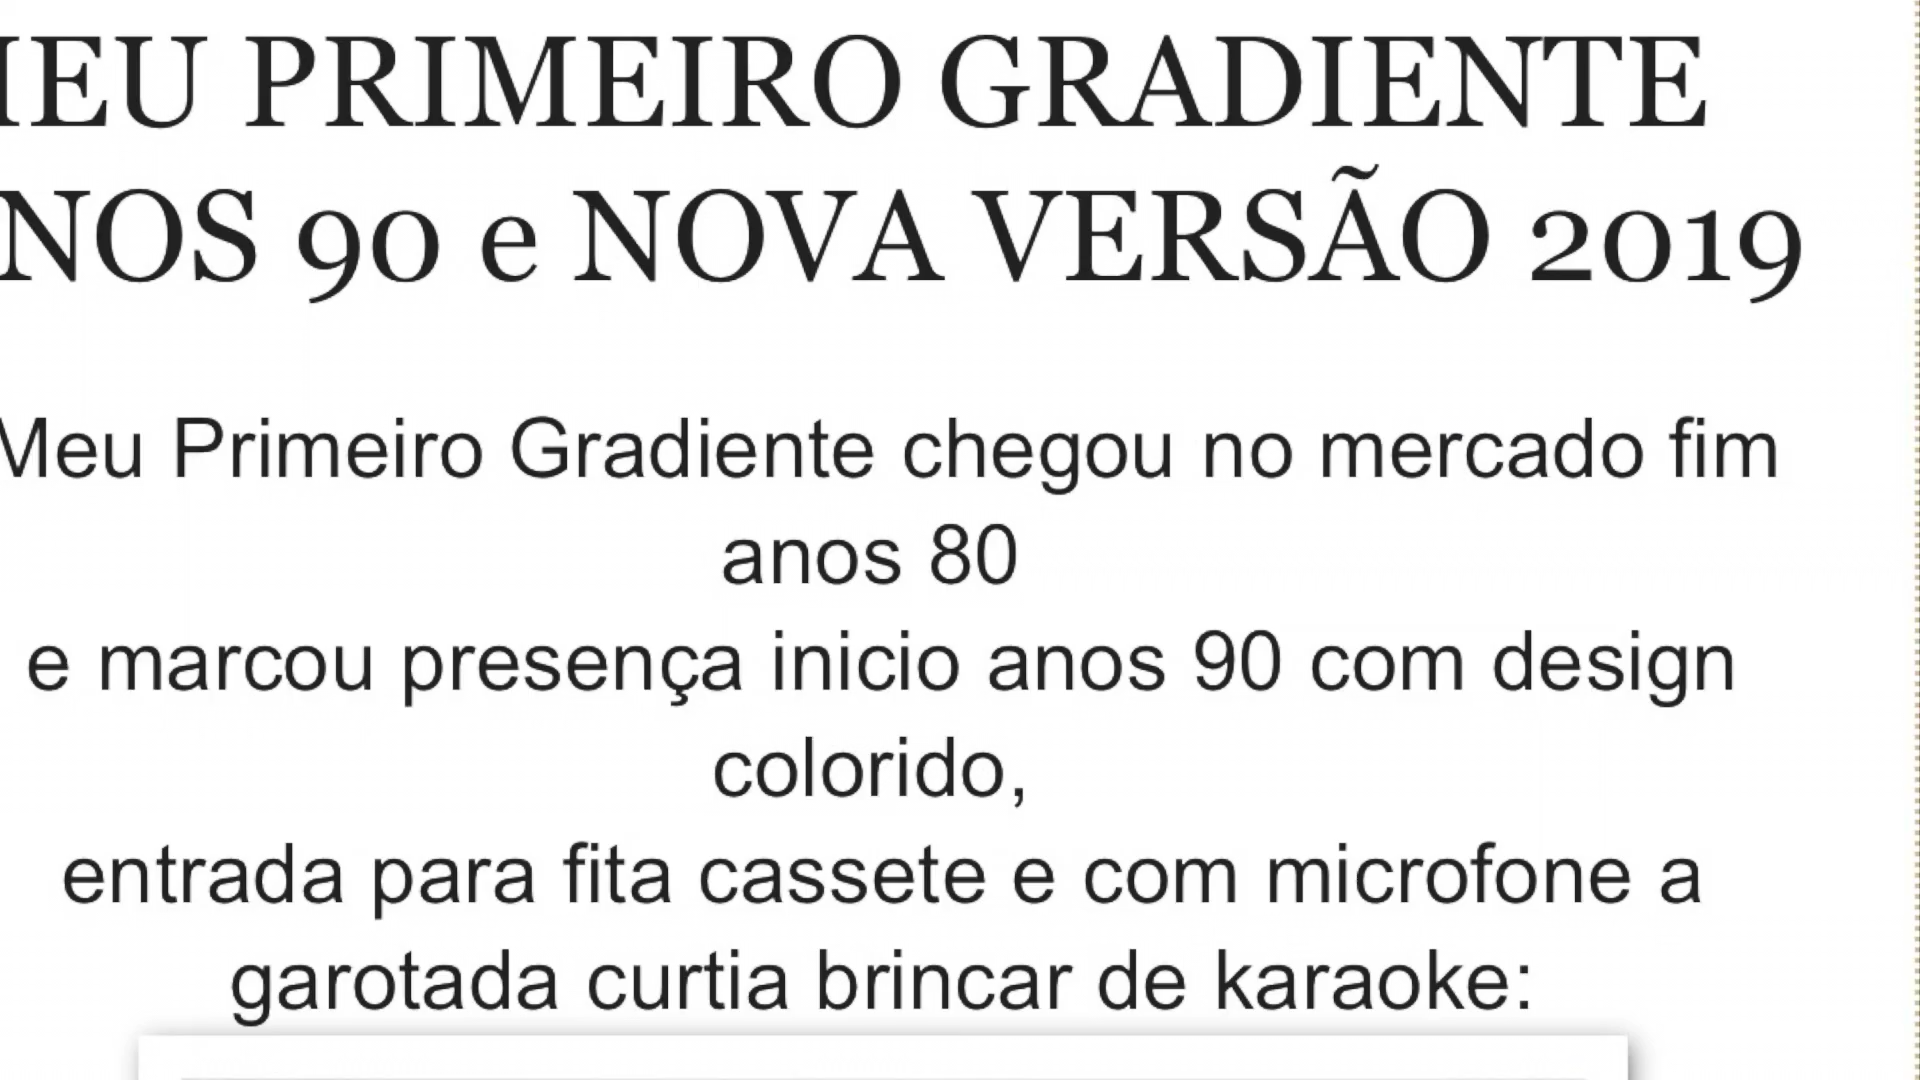 EU PRIMEIRO GRADIENTE
NOS 90 e NOVA VERSÃO 2019
Meu Primeiro Gradiente chegou no mercado fim
anos 80
e marcou presença inicio anos 90 com design
colorido,
entrada para fita cassete e com microfone a
garotada curtia brincar de karaoke: